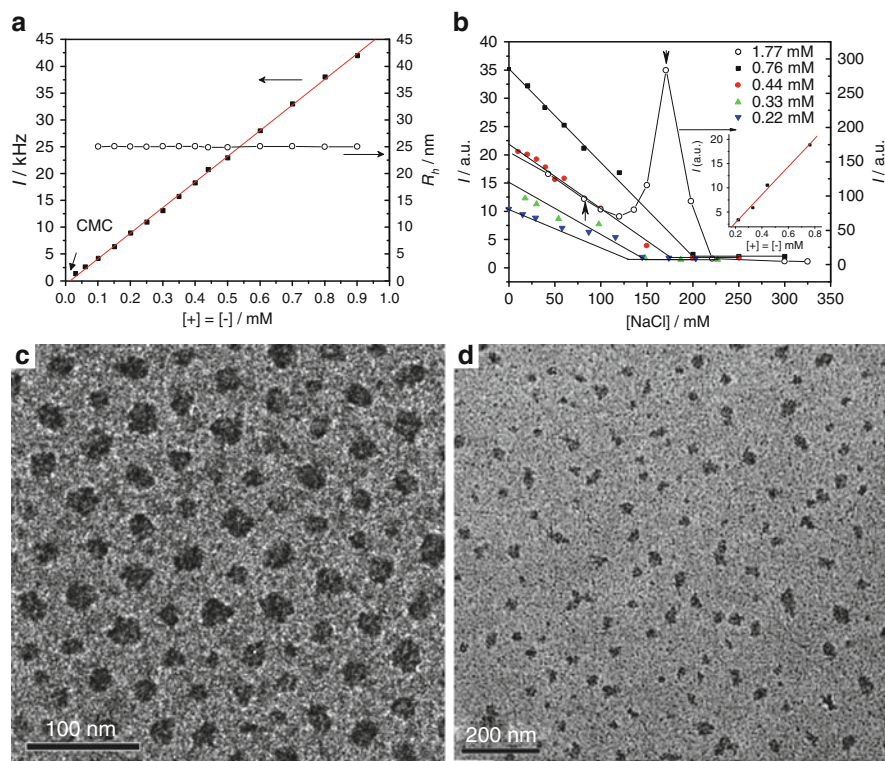 a
45
40
35
30
25
20
15
10
5
0
I / kHz
45
40
35
30
25
20
15
10
5
0
R_h / nm
CMC
0.0 0.1 0.2 0.3 0.4 0.5 0.6 0.7 0.8 0.9 1.0
[+] = [-] / mM
b
40
35
30
25
20
15
10
5
0
I / a.u.
300
250
200
150
100
50
0
I / a.u.
1.77 mM
0.76 mM
0.44 mM
0.33 mM
0.22 mM
20
15
10
5
I (a.u.)
0.2 0.4 0.6 0.8
[+] = [-] / mM
0 50 100 150 200 250 300 350
[NaCl] / mM
c
100 nm
d
200 nm